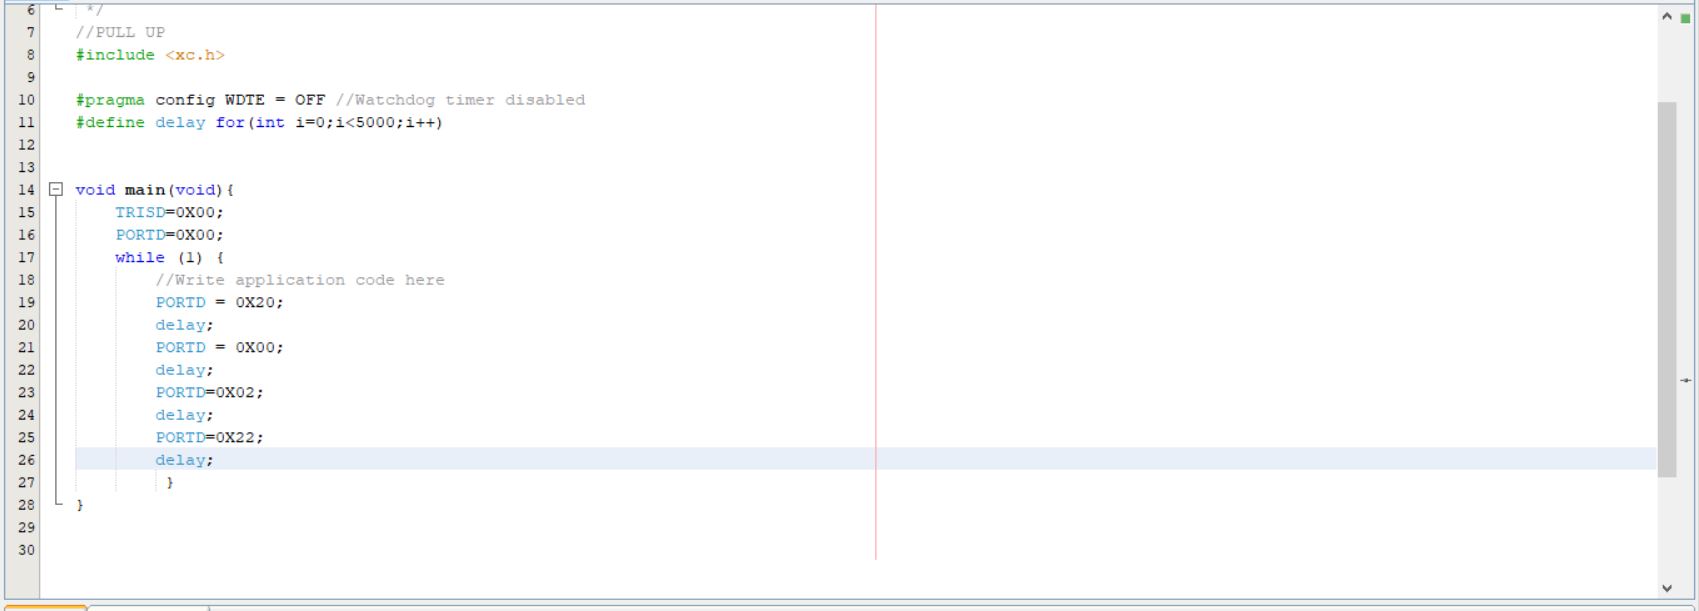 6 */
7 //PULL UP
8 #include <xc.h>
9
10 #pragma config WDTE = OFF //Watchdog timer disabled
11 #define delay for(int i=0;i<5000;i++)
12
13
14 void main(void){
15 TRISD=0X00;
16 PORTD=0X00;
17 while (1) {
18 //Write application code here
19 PORTD = 0X20;
20 delay;
21 PORTD = 0X00;
22 delay;
23 PORTD=0X02;
24 delay;
25 PORTD=0X22;
26 delay;
27 }
28 }
29
30